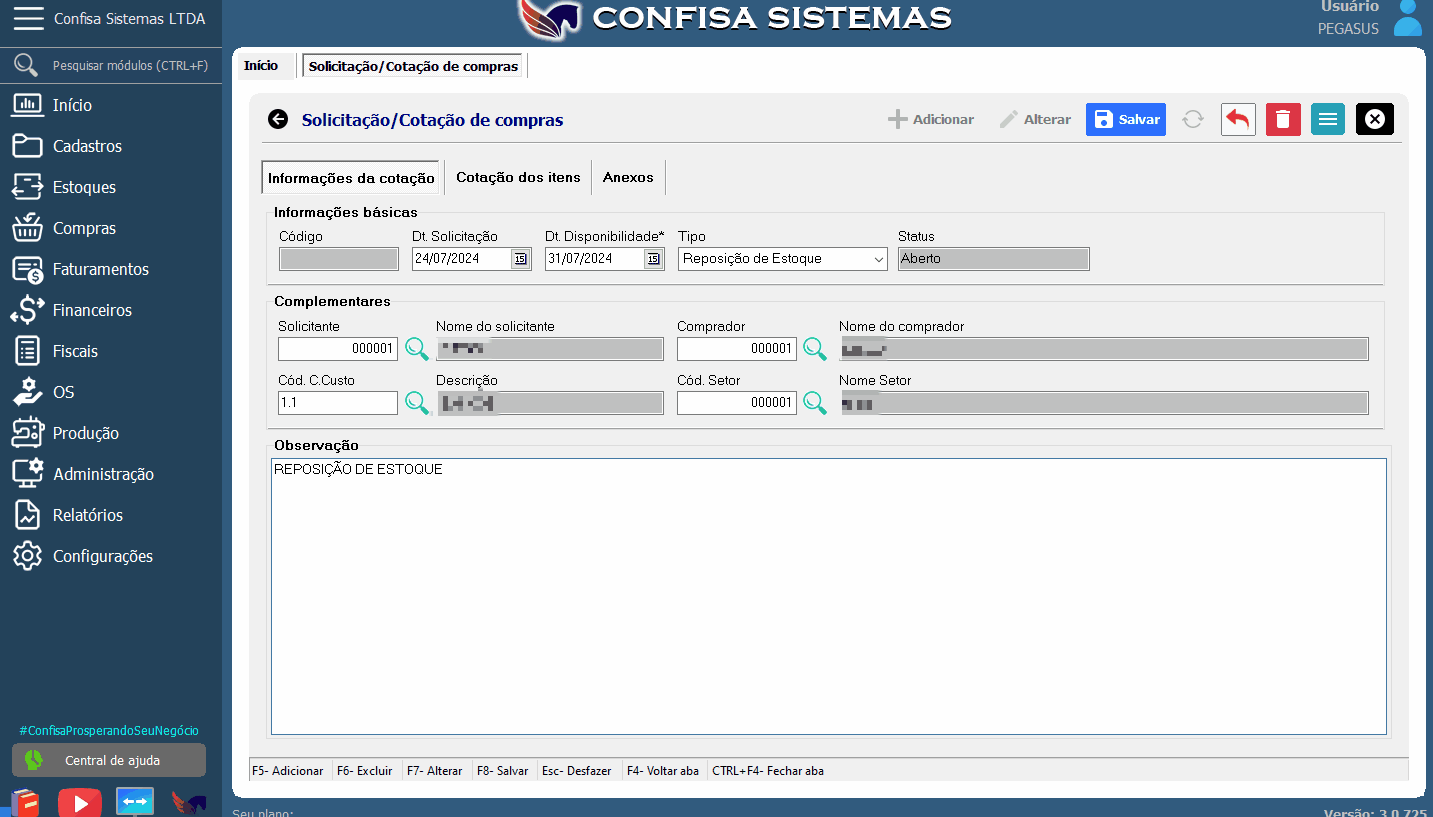 Confisa Sistemas LTDA
Pesquisar módulos (CTRL+F)
Início
Cadastros
Estoques
Compras
Faturamentos
Financeiros
Fiscais
OS
Produção
Administração
Relatórios
Configurações
#ConfisaProsperandoSeuNegócio
Central de ajuda
CONFISA SISTEMAS
Usuário
PEGASUS
Início
Solicitação/Cotação de compras
Solicitação/Cotação de compras
Adicionar
Alterar
Salvar
Informações da cotação
Cotação dos itens
Anexos
Informações básicas
Código
Dt. Solicitação
Dt. Disponibilidade*
Tipo
Status
24/07/2024
15
31/07/2024
15
Reposição de Estoque
Aberto
Complementares
Solicitante
Nome do solicitante
Comprador
Nome do comprador
000001
000001
Cód. C.Custo
Descrição
Cód. Setor
Nome Setor
1.1
000001
Observação
REPOSIÇÃO DE ESTOQUE
F5- Adicionar
F6- Excluir
F7- Alterar
F8- Salvar
Esc- Desfazer
F4- Voltar aba
CTRL+F4- Fechar aba
Seu plano:
Versão: 3.0.725